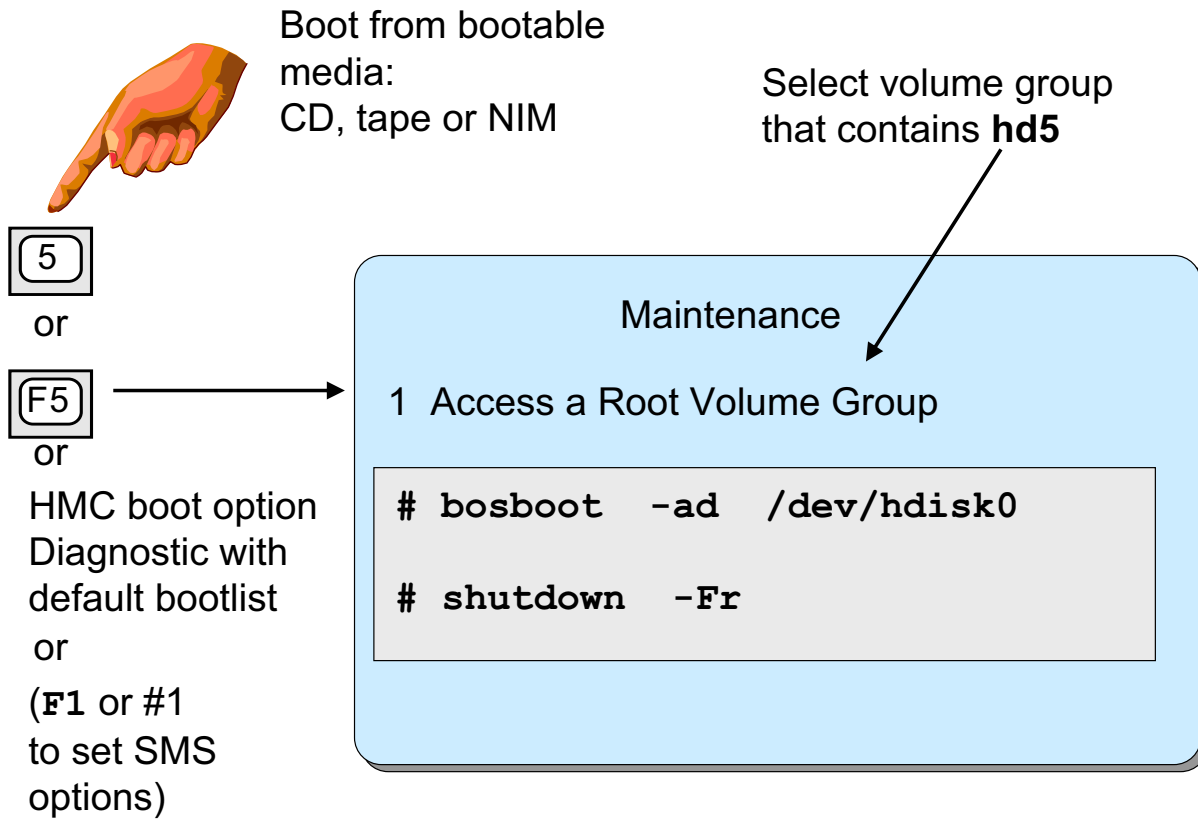 Boot from bootable
media:
CD, tape or NIM
Select volume group
that contains hd5
5
or
F5
or
HMC boot option
Diagnostic with
default bootlist
or
(F1 or #1
to set SMS
options)
Maintenance
1 Access a Root Volume Group
# bosboot -ad /dev/hdisk0
# shutdown -Fr